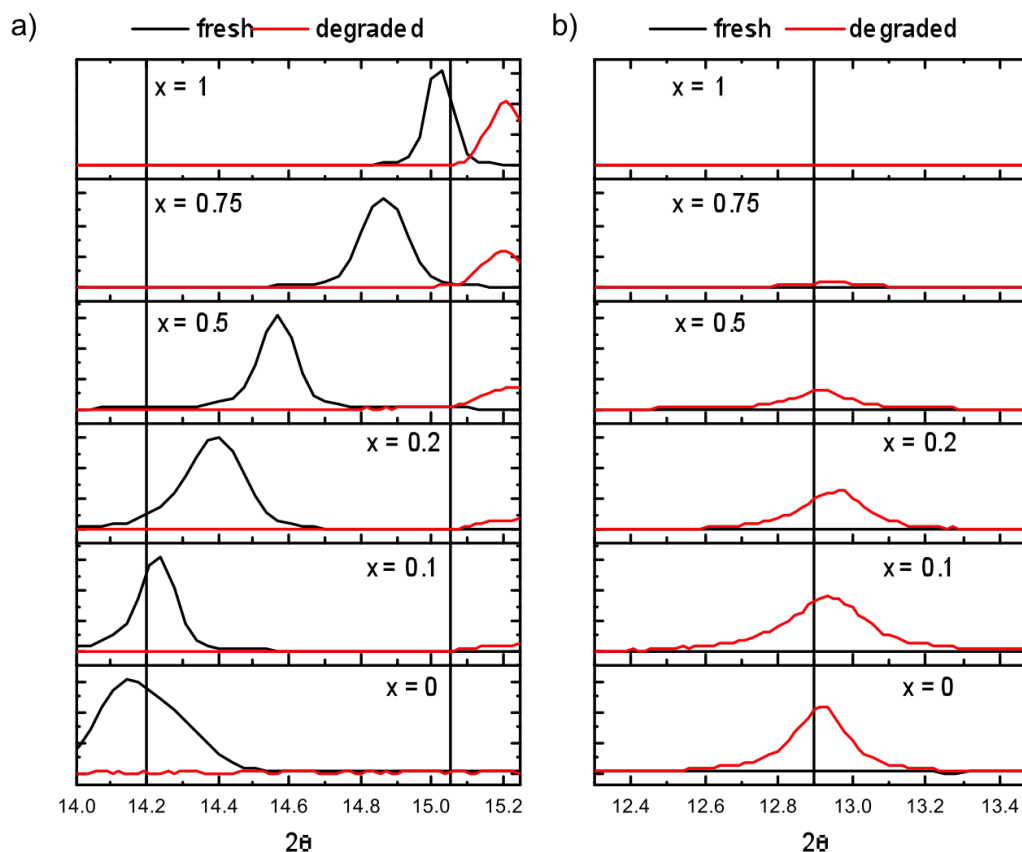 a)
fresh
degraded
x = 1
x = 0.75
x = 0.5
x = 0.2
x = 0.1
x = 0
14.0 14.2 14.4 14.6 14.8 15.0 15.2
2θ
b)
fresh
degraded
x = 1
x = 0.75
x = 0.5
x = 0.2
x = 0.1
x = 0
12.4 12.6 12.8 13.0 13.2 13.4
2θ